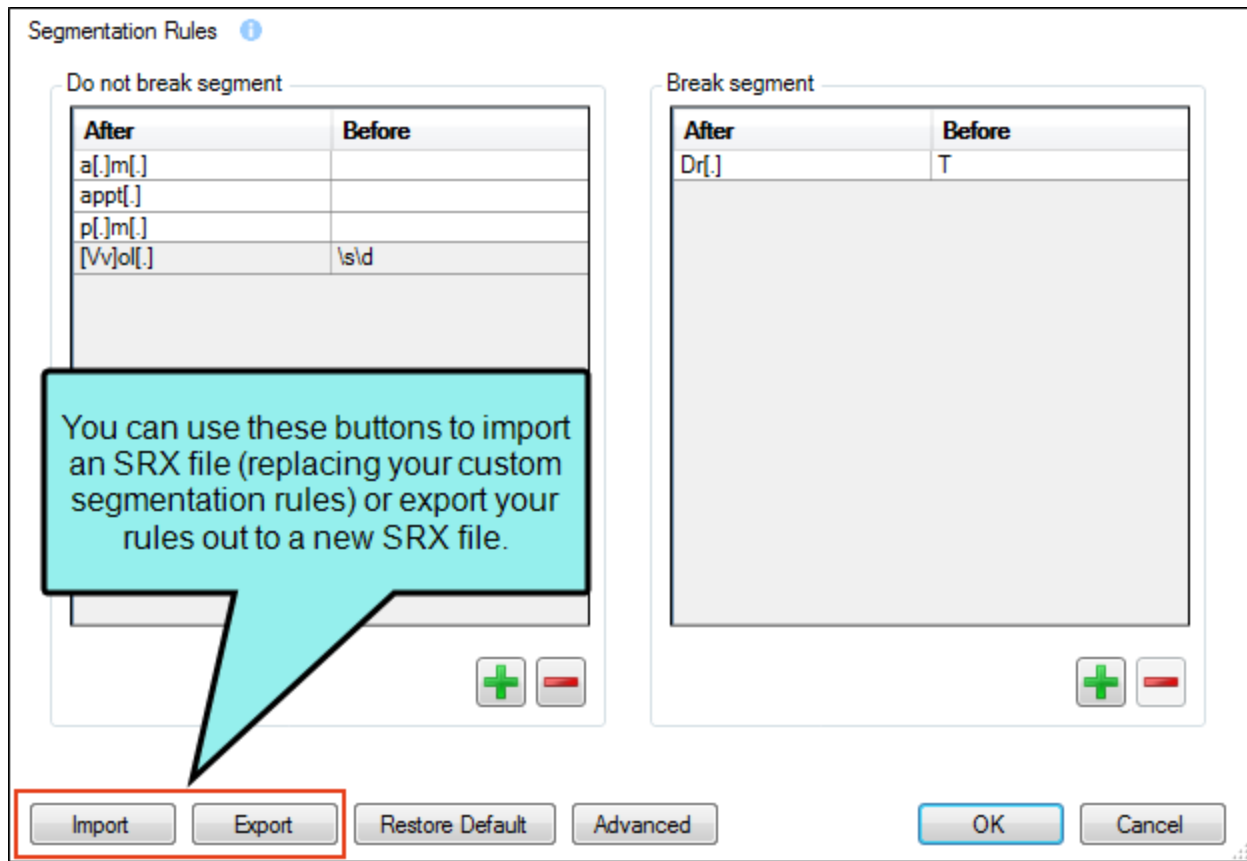 Segmentation Rules
Do not break segment
After Before
a[.]m[.]
appt[.]
p[.]m[.]
[Vv]ol[.] \s\d
Break segment
After Before
Dr[.] T
You can use these buttons to import
an SRX file (replacing your custom
segmentation rules) or export your
rules out to a new SRX file.
Import Export Restore Default Advanced OK Cancel